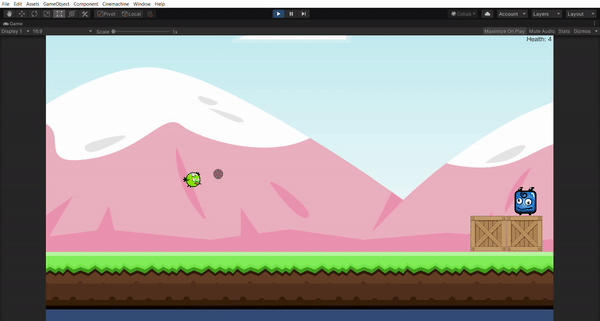 File Edit Assets GameObject Component Cinemachine Window Help
Pivot Local Collab Account Layers Layout
Game
Display 1 16:9 Scale 1x Maximize On Play Mute Audio Stats Gizmos
Health: 4